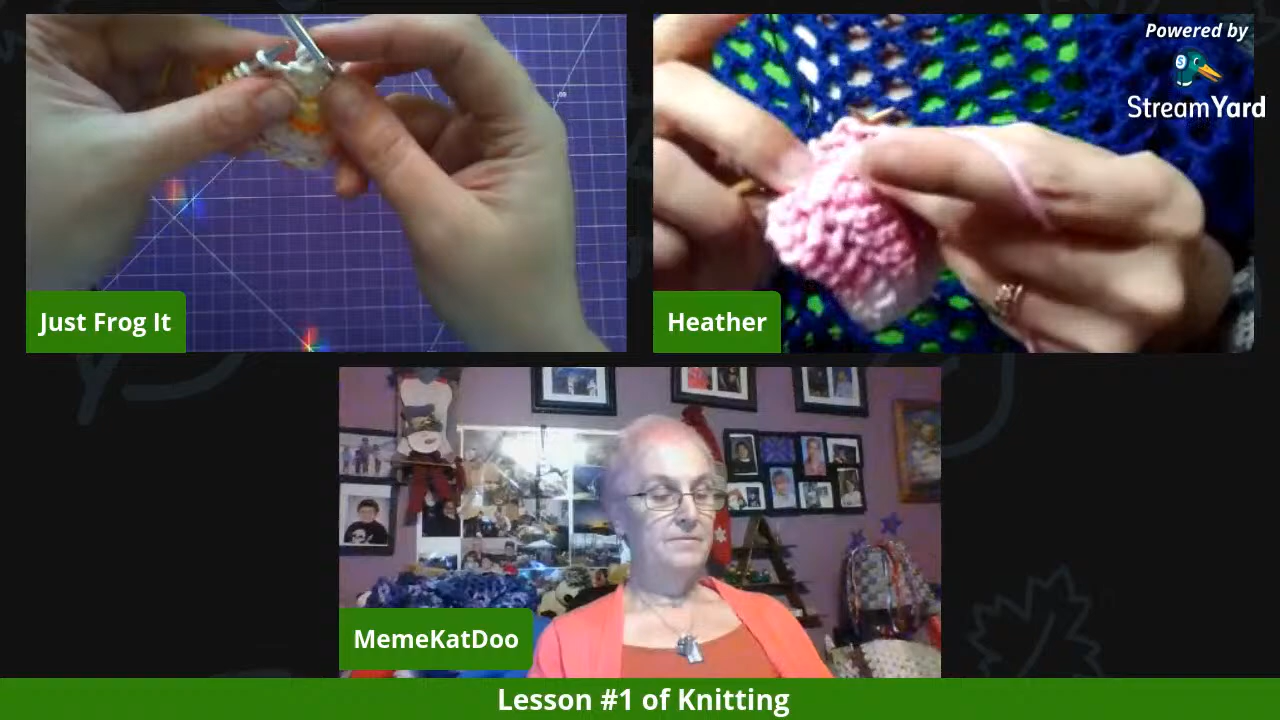 Powered by
StreamYard
Just Frog It
Heather
MemeKatDoo
Lesson #1 of Knitting